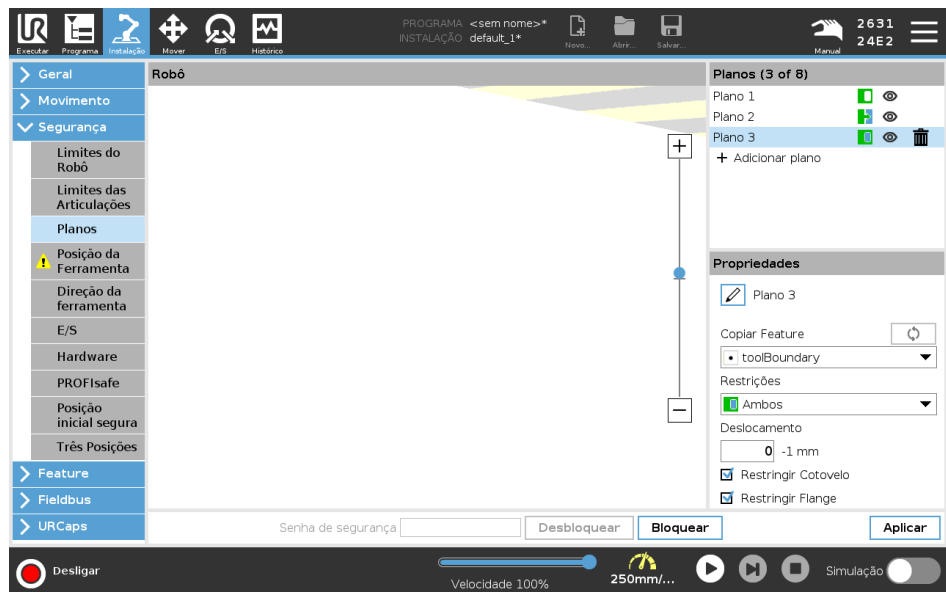 PROGRAMA <sem nome>*
INSTALAÇÃO default_1*
Executar
Programa
Instalação
Mover
E/S
Histórico
Novo...
Abrir...
Salvar...
Manual
2631
24E2
Geral
Movimento
Segurança
Limites do
Robô
Limites das
Articulações
Planos
Posição da
Ferramenta
Direção da
ferramenta
E/S
Hardware
PROFIsafe
Posição
inicial segura
Três Posições
Feature
Fieldbus
URCaps
Robô
+
−
Planos (3 of 8)
Plano 1
Plano 2
Plano 3
+ Adicionar plano
Propriedades
Plano 3
Copiar Feature
toolBoundary
Restrições
Ambos
Deslocamento
0 -1 mm
Restringir Cotovelo
Restringir Flange
Senha de segurança
Desbloquear
Bloquear
Aplicar
Desligar
Velocidade 100%
250mm/...
Simulação